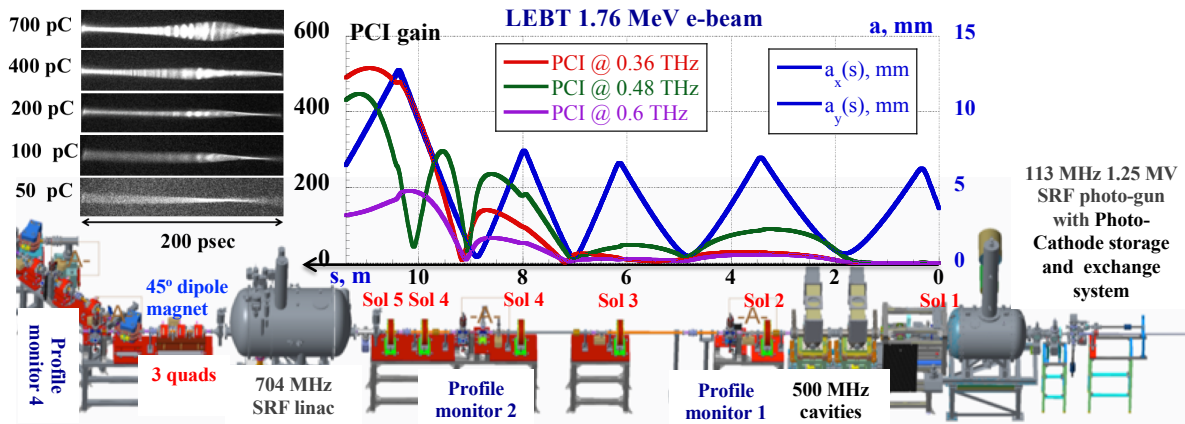 LEBT 1.76 MeV e-beam
700 pC
400 pC
200 pC
100 pC
50 pC
200 psec
PCI gain
a, mm
600
400
200
0
15
10
5
0
PCI @ 0.36 THz
PCI @ 0.48 THz
PCI @ 0.6 THz
a_x(s), mm
a_y(s), mm
s, m
10
8
6
4
2
0
113 MHz 1.25 MV
SRF photo-gun
with Photo-
Cathode storage
and exchange
system
Sol 5
Sol 4
Sol 4
Sol 3
Sol 2
Sol 1
-A-
-A-
-A-
45° dipole
magnet
Profile
monitor 4
3 quads
704 MHz
SRF linac
Profile
monitor 2
Profile
monitor 1
500 MHz
cavities